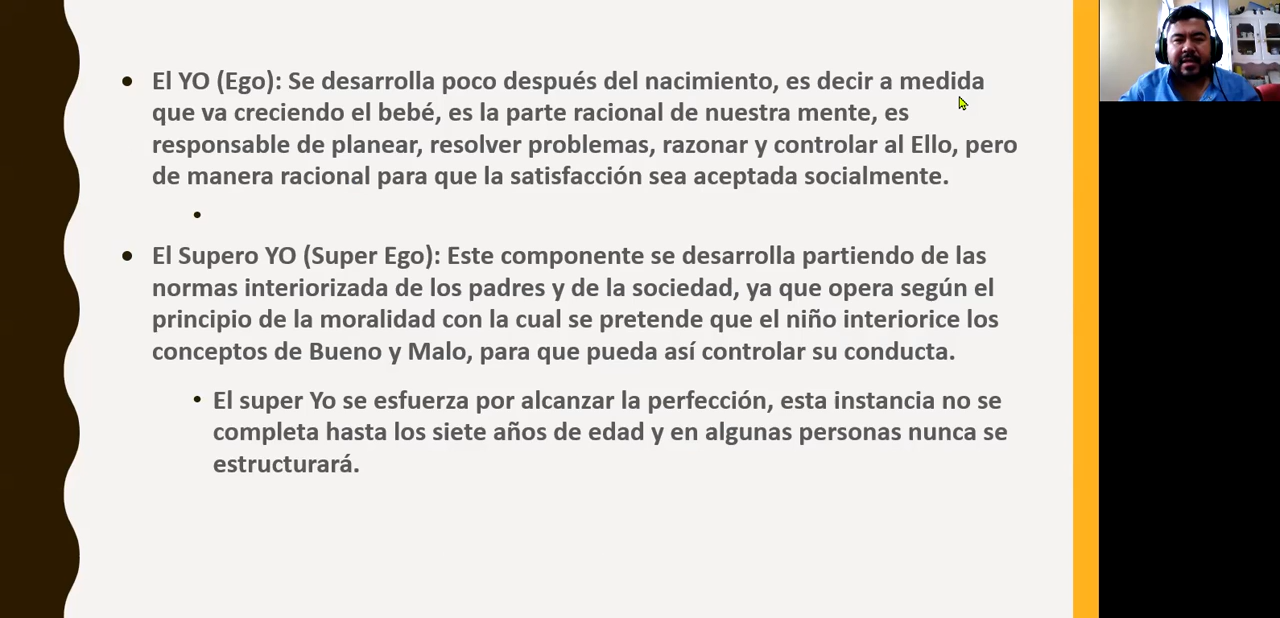 El YO (Ego): Se desarrolla poco después del nacimiento, es decir a medida
que va creciendo el bebé, es la parte racional de nuestra mente, es
responsable de planear, resolver problemas, razonar y controlar al Ello, pero
de manera racional para que la satisfacción sea aceptada socialmente.
El Supero YO (Super Ego): Este componente se desarrolla partiendo de las
normas interiorizada de los padres y de la sociedad, ya que opera según el
principio de la moralidad con la cual se pretende que el niño interiorice los
conceptos de Bueno y Malo, para que pueda así controlar su conducta.
El super Yo se esfuerza por alcanzar la perfección, esta instancia no se
completa hasta los siete años de edad y en algunas personas nunca se
estructurará.